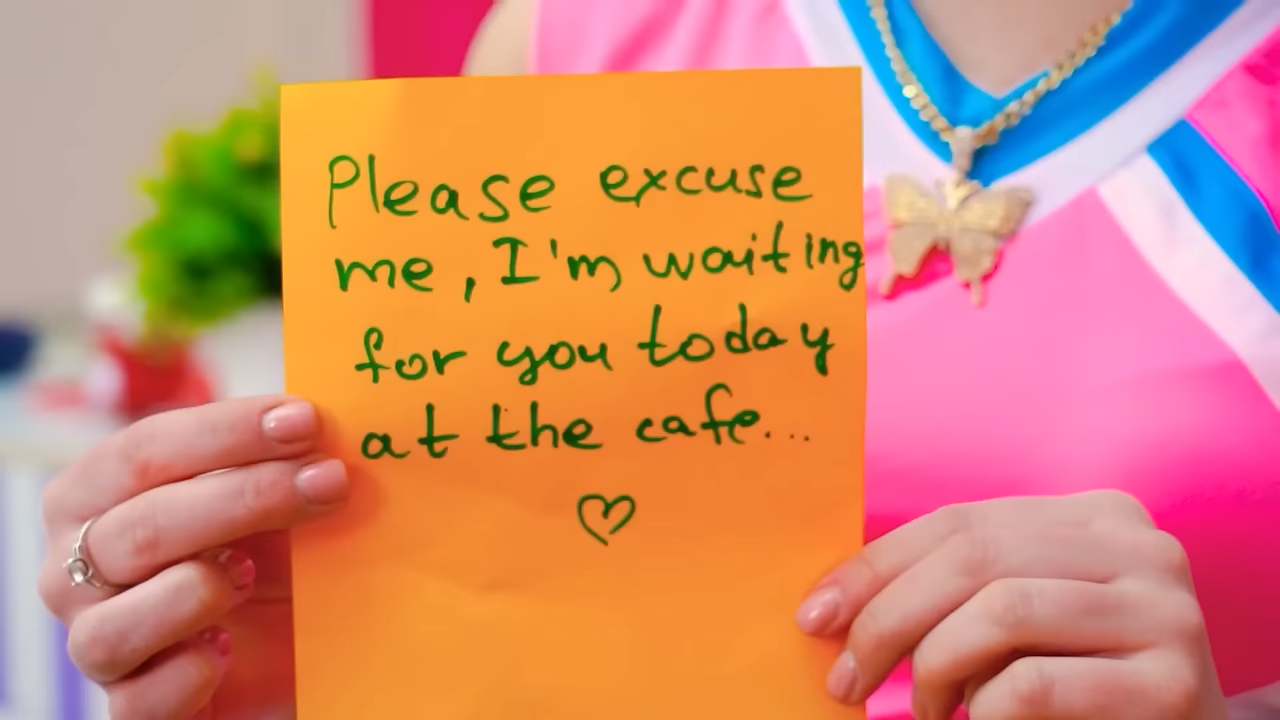 Please excuse
me, I'm waiting
for you today
at the cafe...